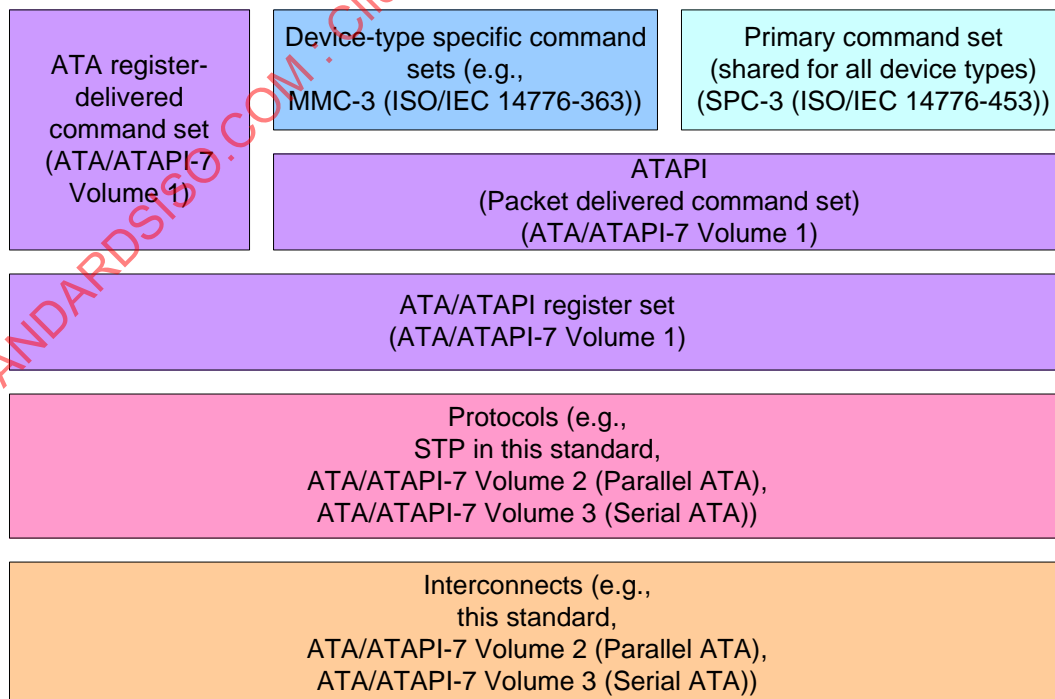 ATA register-
delivered
command set
(ATA/ATAPI-7
Volume 1)
Device-type specific command
sets (e.g.,
MMC-3 (ISO/IEC 14776-363))
Primary command set
(shared for all device types)
(SPC-3 (ISO/IEC 14776-453))
ATAPI
(Packet delivered command set)
(ATA/ATAPI-7 Volume 1)
ATA/ATAPI register set
(ATA/ATAPI-7 Volume 1)
Protocols (e.g.,
STP in this standard,
ATA/ATAPI-7 Volume 2 (Parallel ATA),
ATA/ATAPI-7 Volume 3 (Serial ATA))
Interconnects (e.g.,
this standard,
ATA/ATAPI-7 Volume 2 (Parallel ATA),
ATA/ATAPI-7 Volume 3 (Serial ATA))
ANDARDSISO.COM :